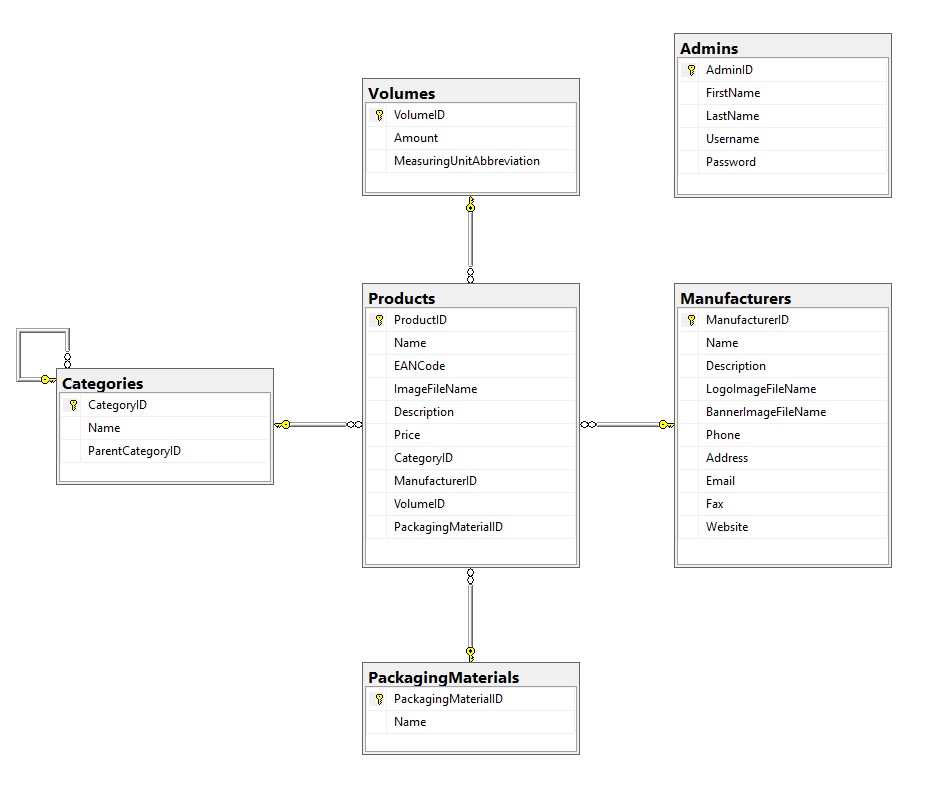 Admins
AdminID
FirstName
LastName
Username
Password
Volumes
VolumeID
Amount
MeasuringUnitAbbreviation
Products
ProductID
Name
EANCode
ImageFileName
Description
Price
CategoryID
ManufacturerID
VolumeID
PackagingMaterialID
Manufacturers
ManufacturerID
Name
Description
LogoImageFileName
BannerImageFileName
Phone
Address
Email
Fax
Website
Categories
CategoryID
Name
ParentCategoryID
PackagingMaterials
PackagingMaterialID
Name